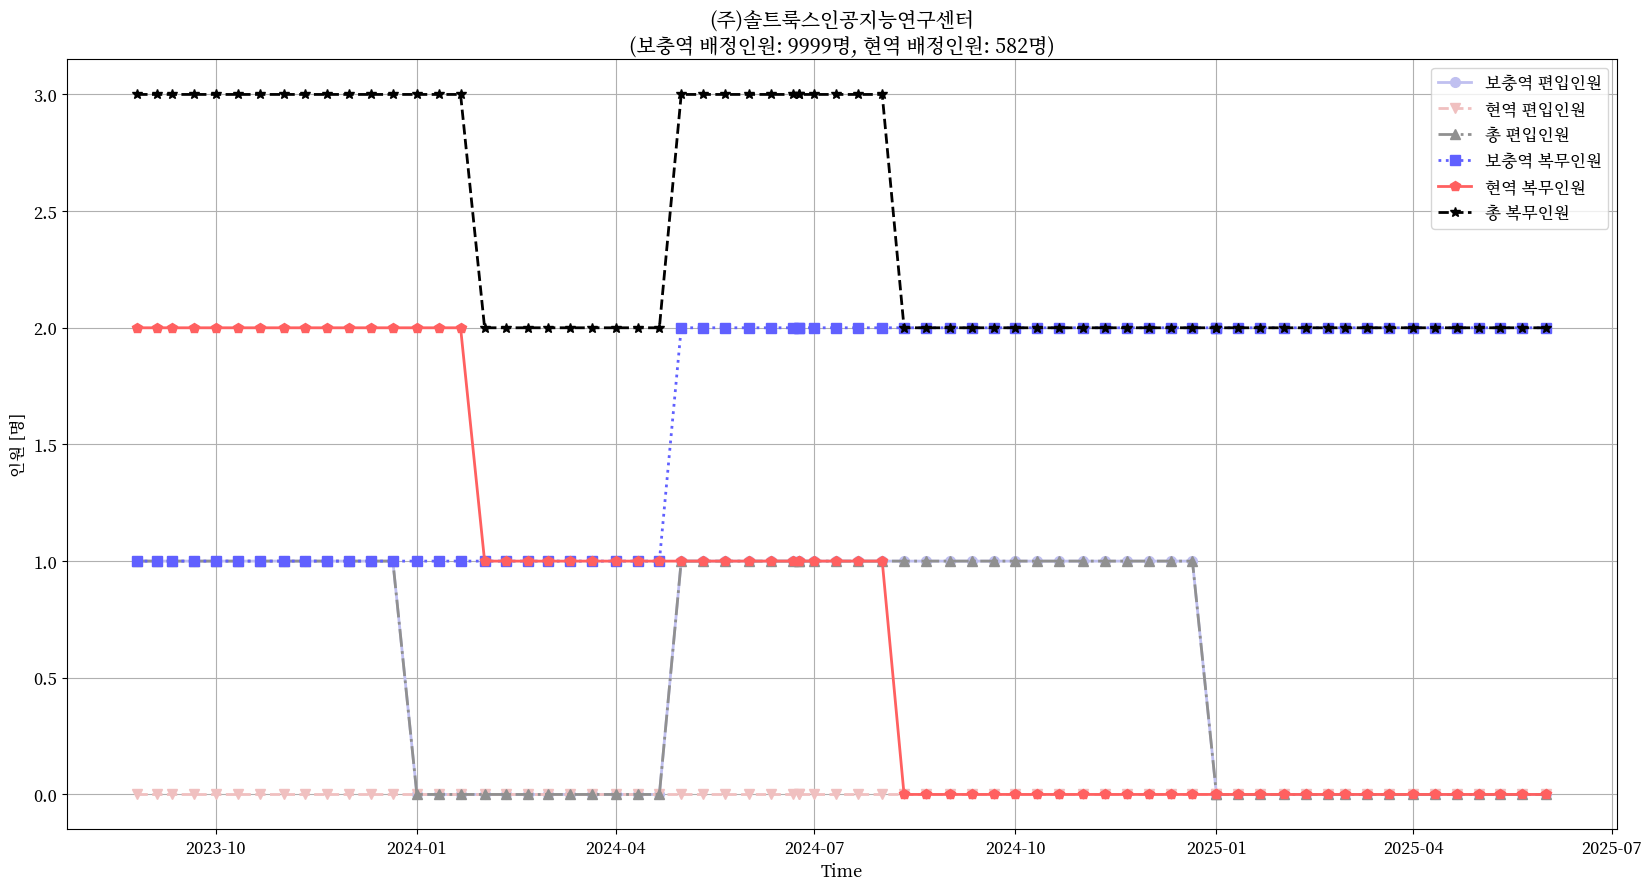 (주)솔트룩스인공지능연구센터
(보충역 배정인원: 9999명, 현역 배정인원: 582명)
보충역 편입인원
현역 편입인원
총 편입인원
보충역 복무인원
현역 복무인원
총 복무인원
3.0
2.5
2.0
1.5
1.0
0.5
0.0
인원 [명]
2023-10
2024-01
2024-04
2024-07
2024-10
2025-01
2025-04
2025-07
Time